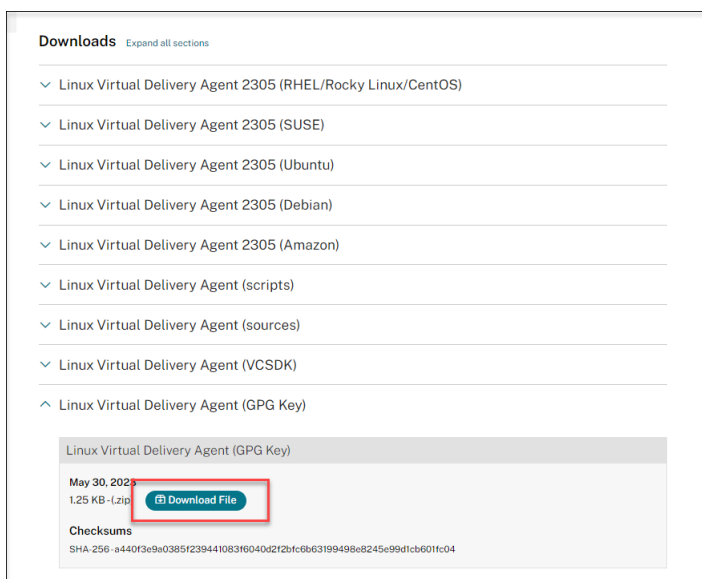 Downloads Expand all sections
Linux Virtual Delivery Agent 2305 (RHEL/Rocky Linux/CentOS)
Linux Virtual Delivery Agent 2305 (SUSE)
Linux Virtual Delivery Agent 2305 (Ubuntu)
Linux Virtual Delivery Agent 2305 (Debian)
Linux Virtual Delivery Agent 2305 (Amazon)
Linux Virtual Delivery Agent (scripts)
Linux Virtual Delivery Agent (sources)
Linux Virtual Delivery Agent (VCSDK)
Linux Virtual Delivery Agent (GPG Key)
Linux Virtual Delivery Agent (GPG Key)
May 30, 2023
1.25 KB - (.zip) Download File
Checksums
SHA-256 - a440f3e9a0385f239441083f6040d2f2bfc6b63199498e8245e99d1cb601fc04